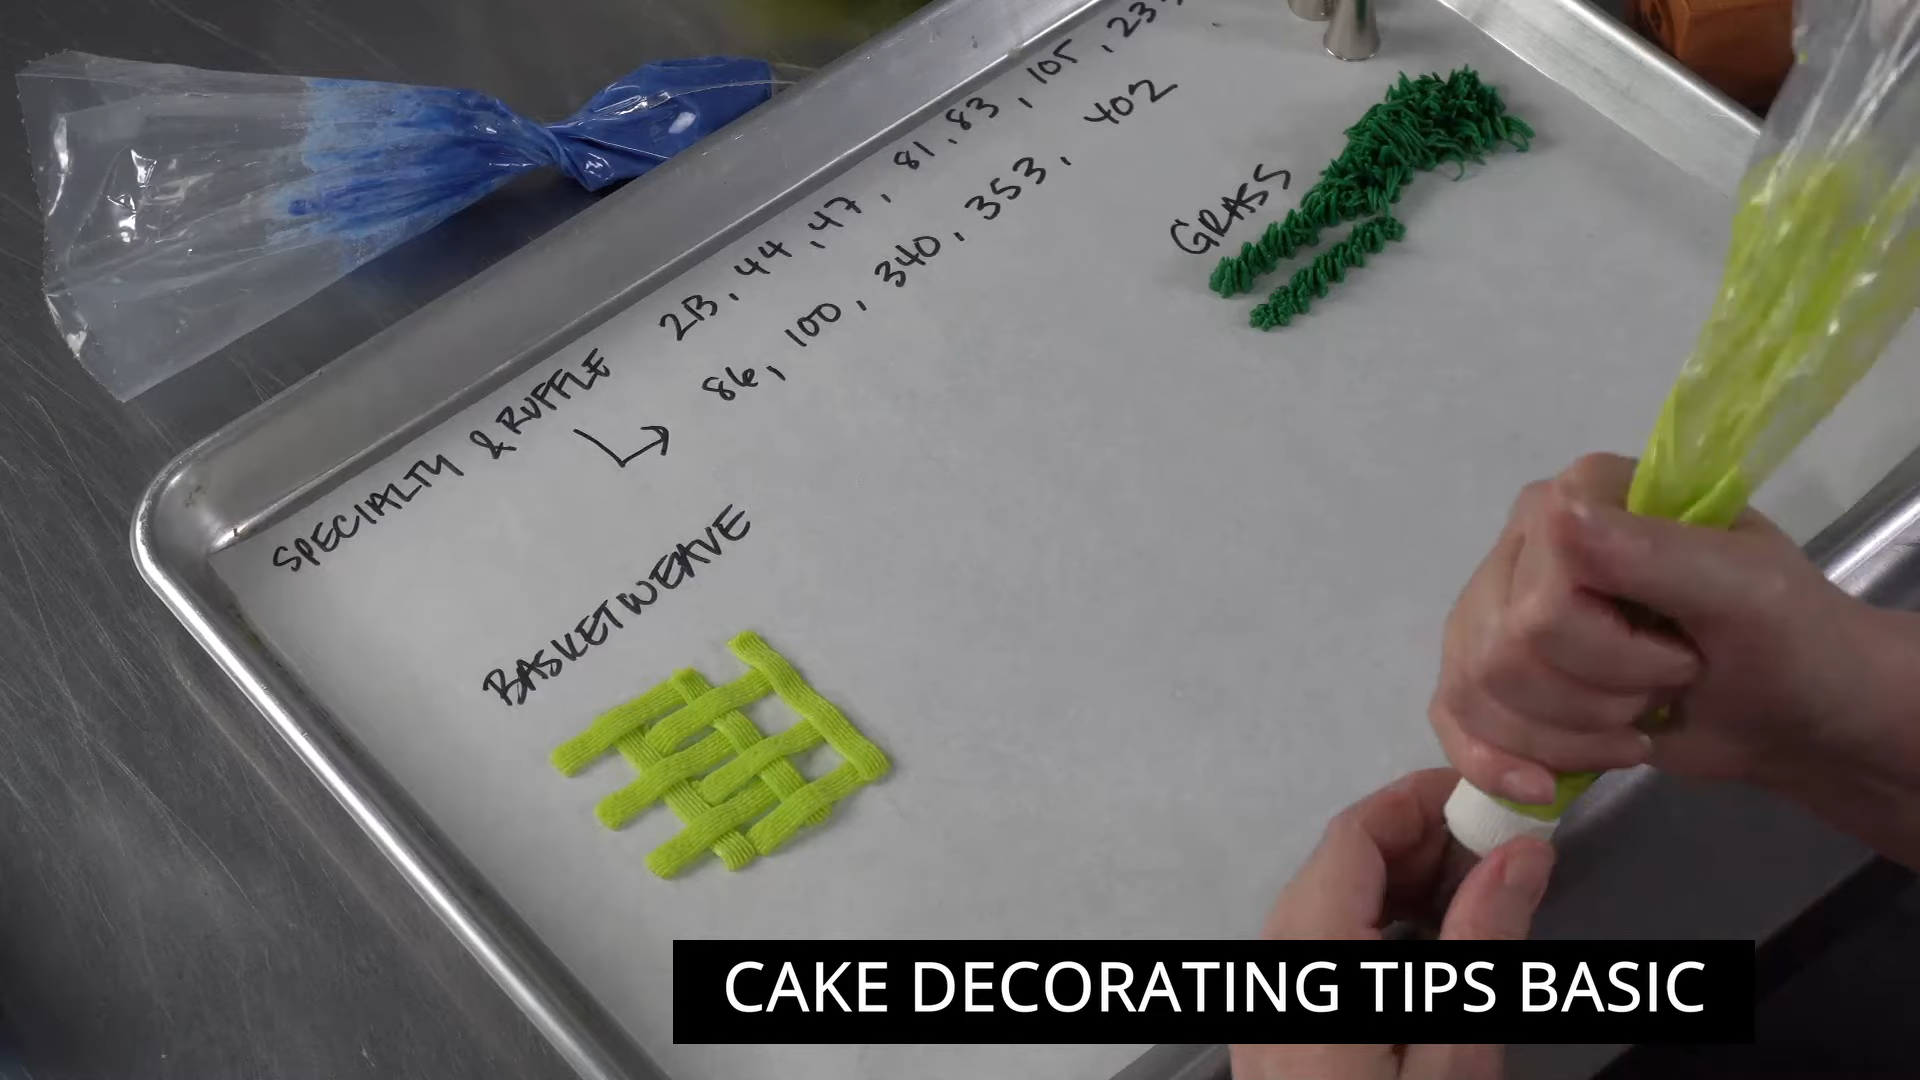 SPECIALTY & RUFFLE 2B, 44, 47, 81, 83, 105, 233,
↳ 86, 100, 340, 353, 402
GRASS
BASKETWEAVE
CAKE DECORATING TIPS BASIC